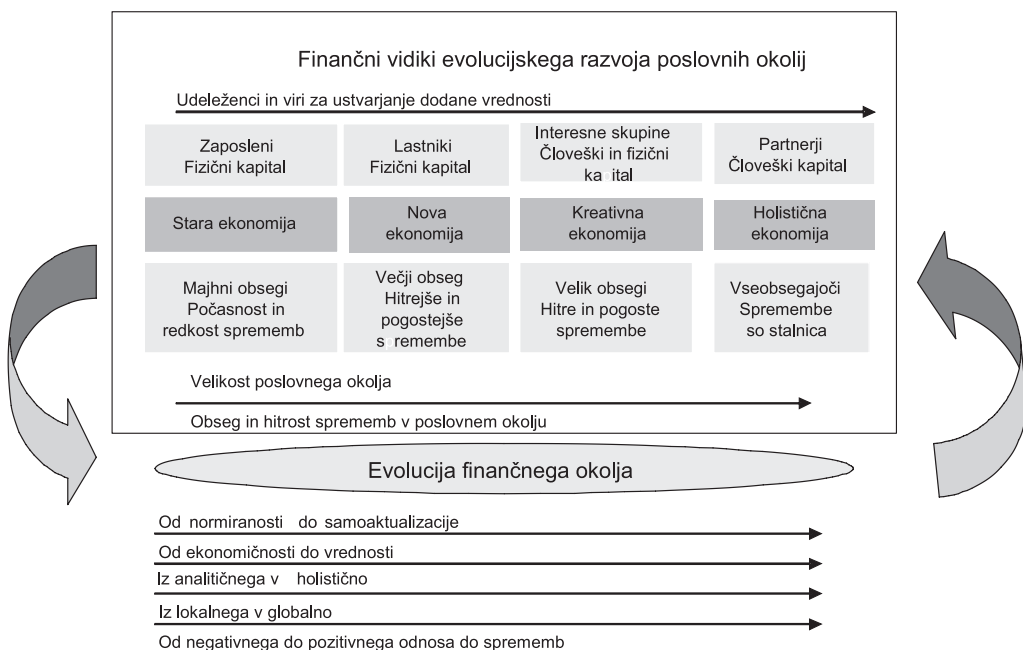 Finančni vidiki evolucijskega razvoja poslovnih okolij
Udeleženci in viri za ustvarjanje dodane vrednosti
Zaposleni
Fizični kapital
Lastniki
Fizični kapital
Interesne skupine
Človeški in fizični
kapital
Partnerji
Človeški kapital
Stara ekonomija
Nova
ekonomija
Kreativna
ekonomija
Holistična
ekonomija
Majhni obsegi
Počasnost in
redkost sprememb
Večji obseg
Hitrejše in
pogostejše
spremembe
Velik obsegi
Hitre in pogoste
spremembe
Vseobsegajoči
Spremembe
so stalnica
Velikost poslovnega okolja
Obseg in hitrost sprememb v poslovnem okolju
Evolucija finančnega okolja
Od normiranosti do samoaktualizacije
Od ekonomičnosti do vrednosti
Iz analitičnega v holistično
Iz lokalnega v globalno
Od negativnega do pozitivnega odnosa do sprememb